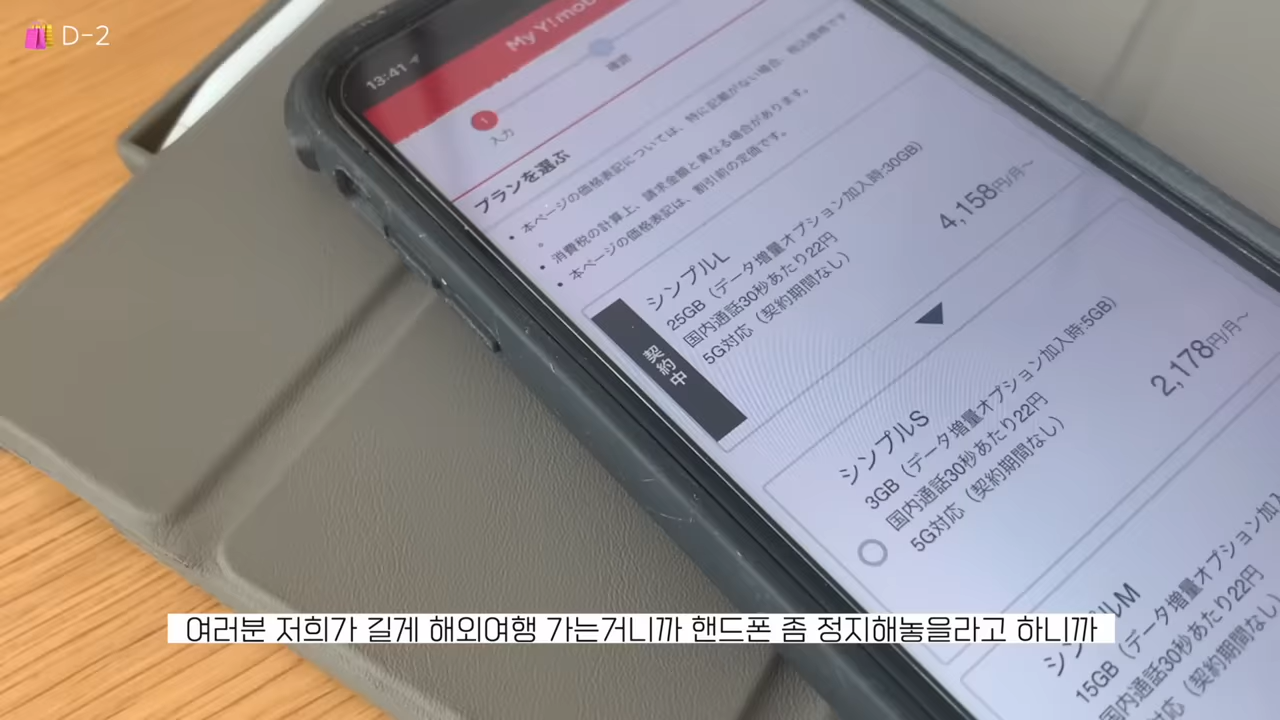 D-2
13:41
My Y!mob
1
入力
確認
プランを選ぶ
• 本ページの価格表記については、特に記載がない場合、税込価格です
• 消費税の計算上、請求金額と異なる場合があります。
• 本ページの価格表記は、割引前の定価です。
契約中
シンプルL
25GB（データ増量オプション加入時:30GB）
国内通話30秒あたり22円
5G対応（契約期間なし）
4,158円/月～
シンプルS
3GB（データ増量オプション加入時:5GB）
国内通話30秒あたり22円
5G対応（契約期間なし）
2,178円/月～
シンプルM
15GB（データ増量オプション加入
国内通話30秒あたり22円
対応（契約期間なし
여러분 저희가 길게 해외여행 가는거니까 핸드폰 좀 정지해놓을라고 하니까